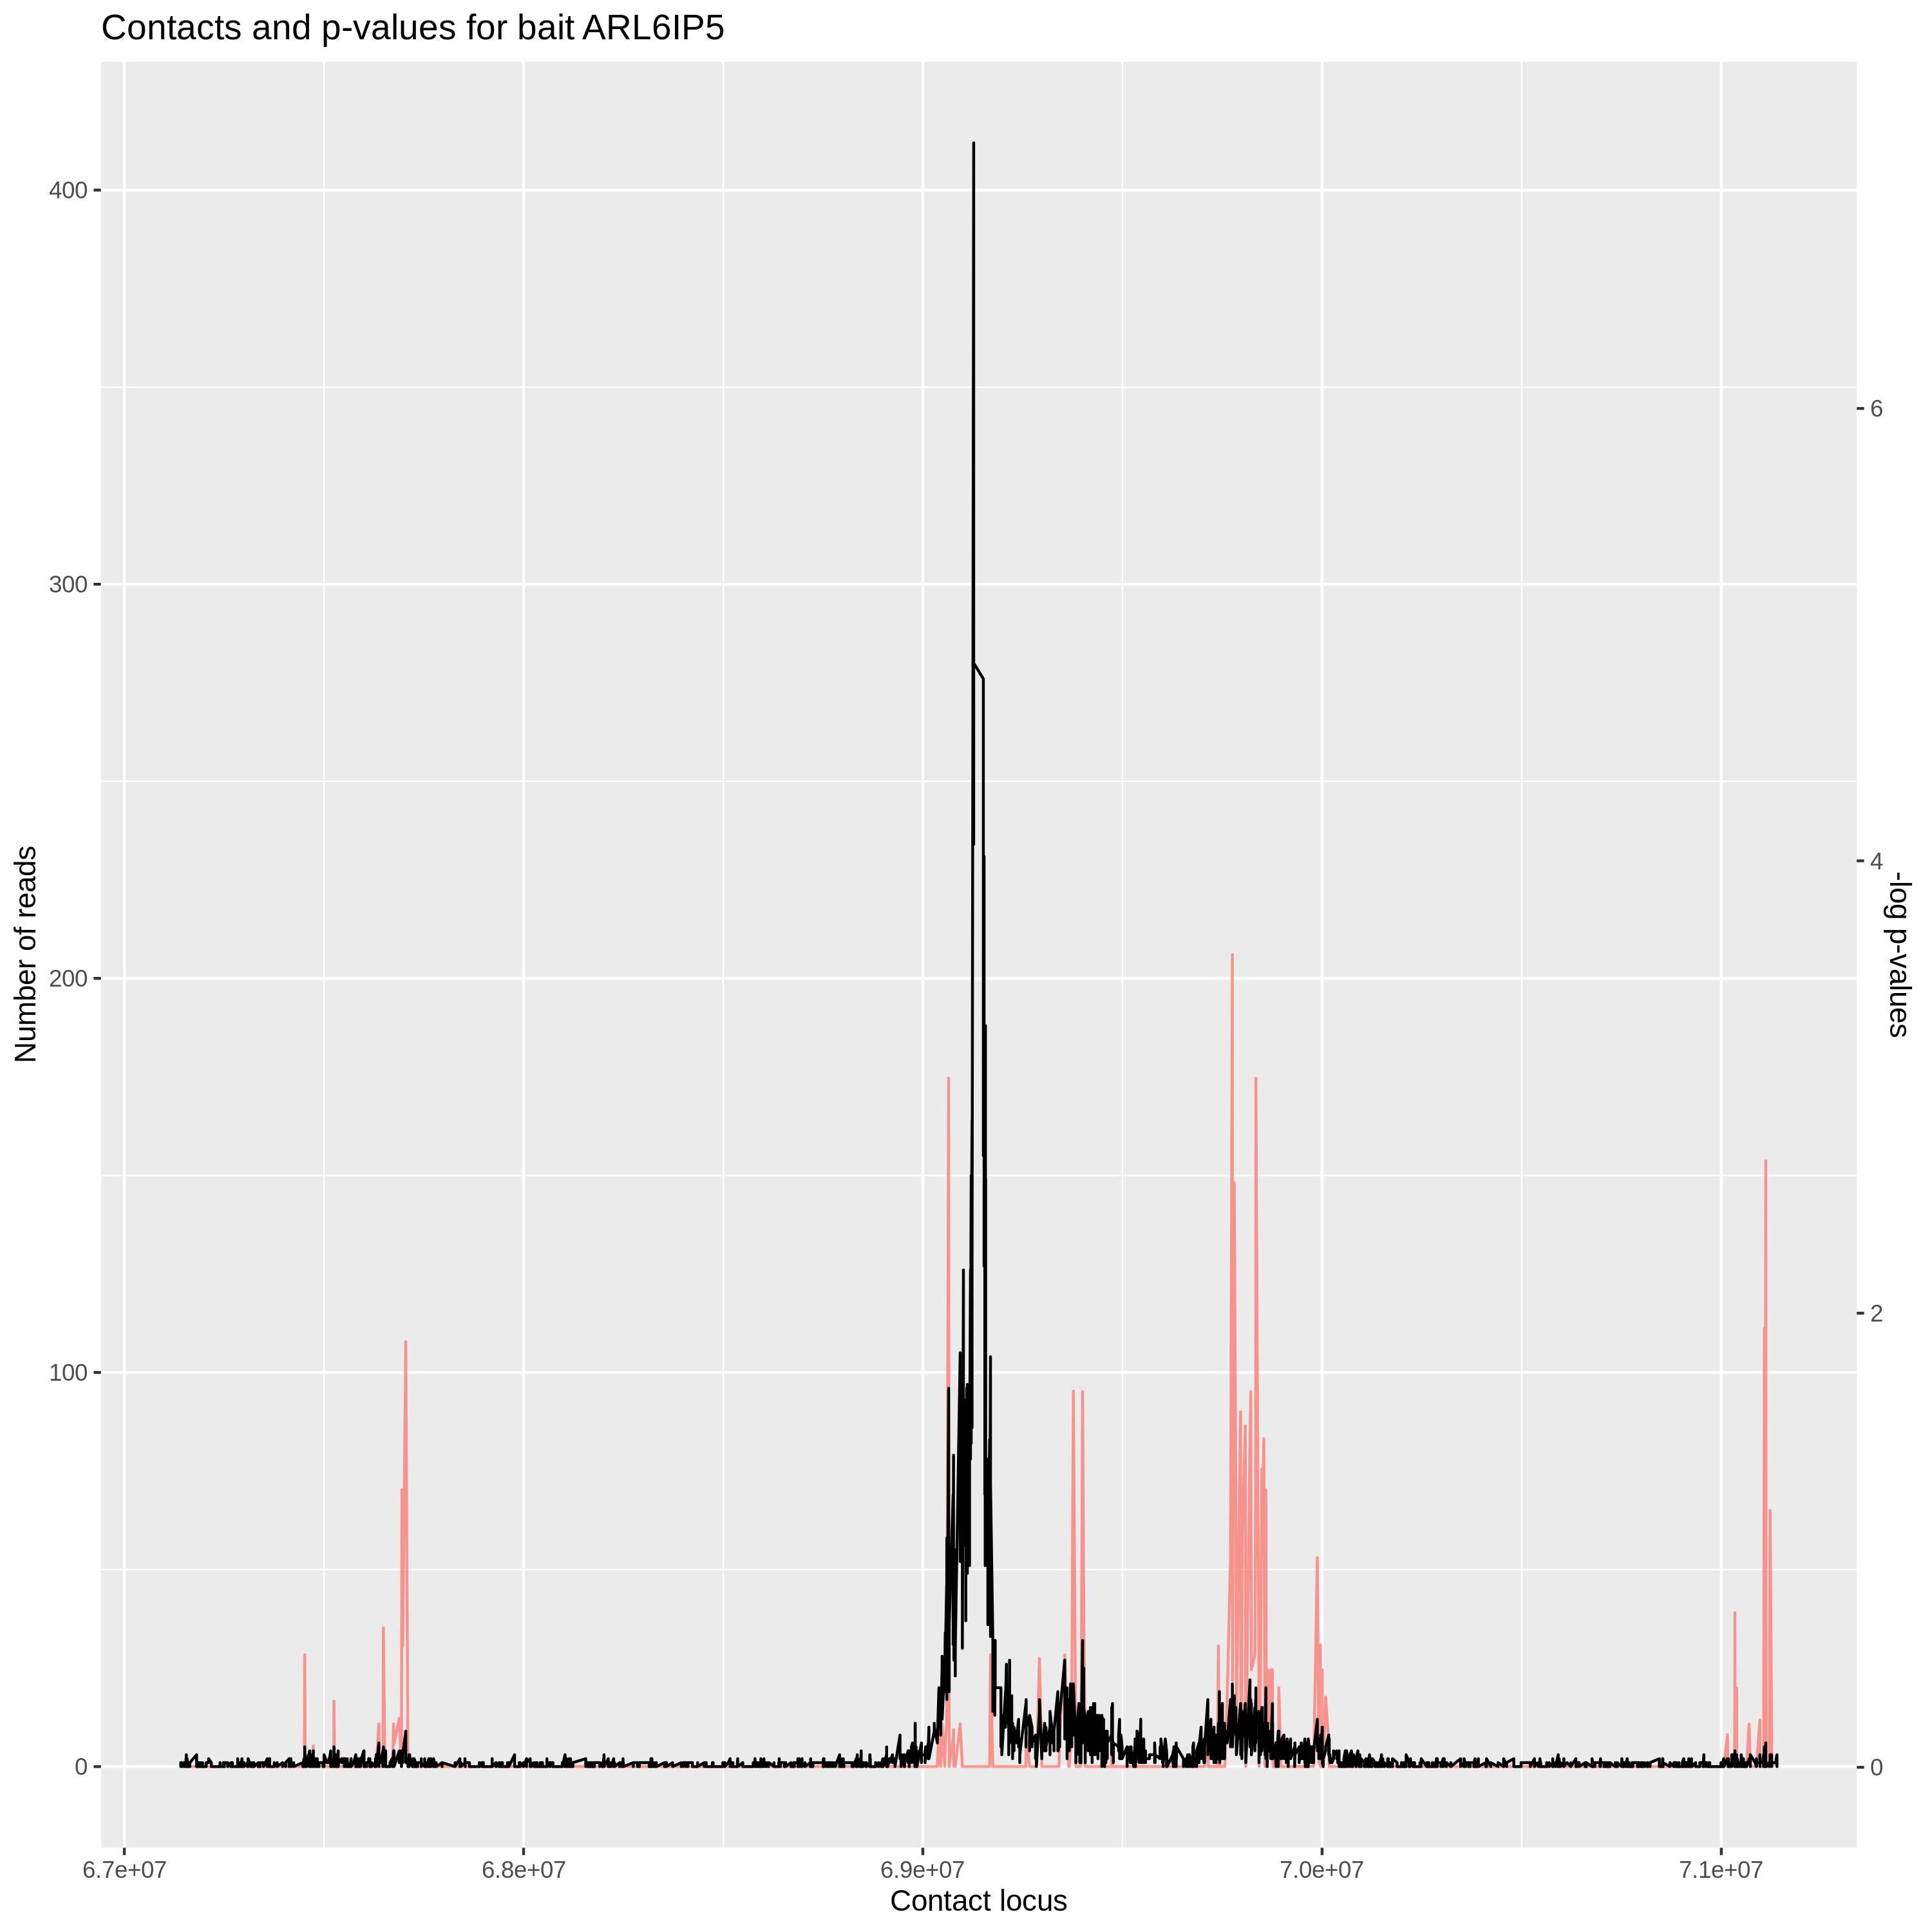 Contacts and p-values for bait ARL6IP5
400
300
200
100
0
Number of reads
6
4
2
0
-log p-values
6.7e+07 6.8e+07 6.9e+07 7.0e+07 7.1e+07
Contact locus